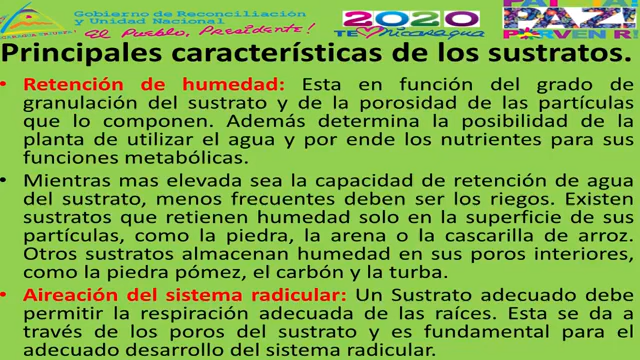 Gobierno de Reconciliación
y Unidad Nacional
El Pueblo, Presidente!
2020
TE Nicaragua
PAZ!
PORVENIR!
Principales características de los sustratos.
• Retención de humedad: Esta en función del grado de
granulación del sustrato y de la porosidad de las partículas
que lo componen. Además determina la posibilidad de la
planta de utilizar el agua y por ende los nutrientes para sus
funciones metabólicas.
• Mientras mas elevada sea la capacidad de retención de agua
del sustrato, menos frecuentes deben ser los riegos. Existen
sustratos que retienen humedad solo en la superficie de sus
partículas, como la piedra, la arena o la cascarilla de arroz.
Otros sustratos almacenan humedad en sus poros interiores,
como la piedra pómez, el carbón y la turba.
• Aireación del sistema radicular: Un Sustrato adecuado debe
permitir la respiración adecuada de las raíces. Esta se da a
través de los poros del sustrato y es fundamental para el
adecuado desarrollo del sistema radicular.